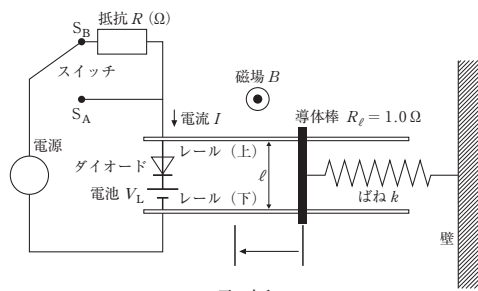 抵抗 R (Ω)
S_B
スイッチ
磁場 B
S_A
電流 I
導体棒 R_ℓ = 1.0 Ω
電源
レール（上）
ダイオード
ℓ
電池 V_L
レール（下）
ばね k
壁